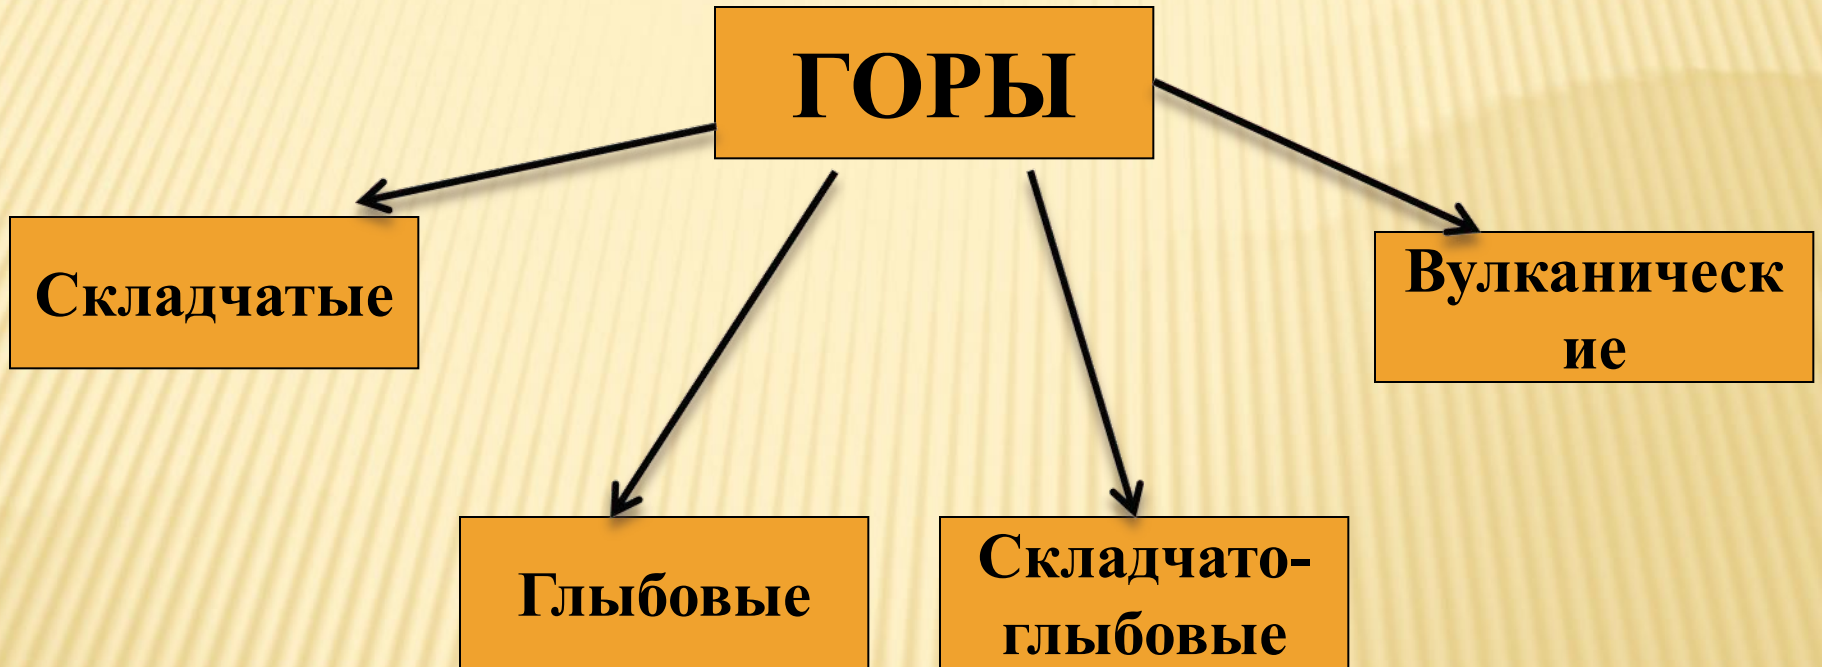 ГОРЫ
Складчатые
Вулканическ
ие
Глыбовые
Складчато-
глыбовые